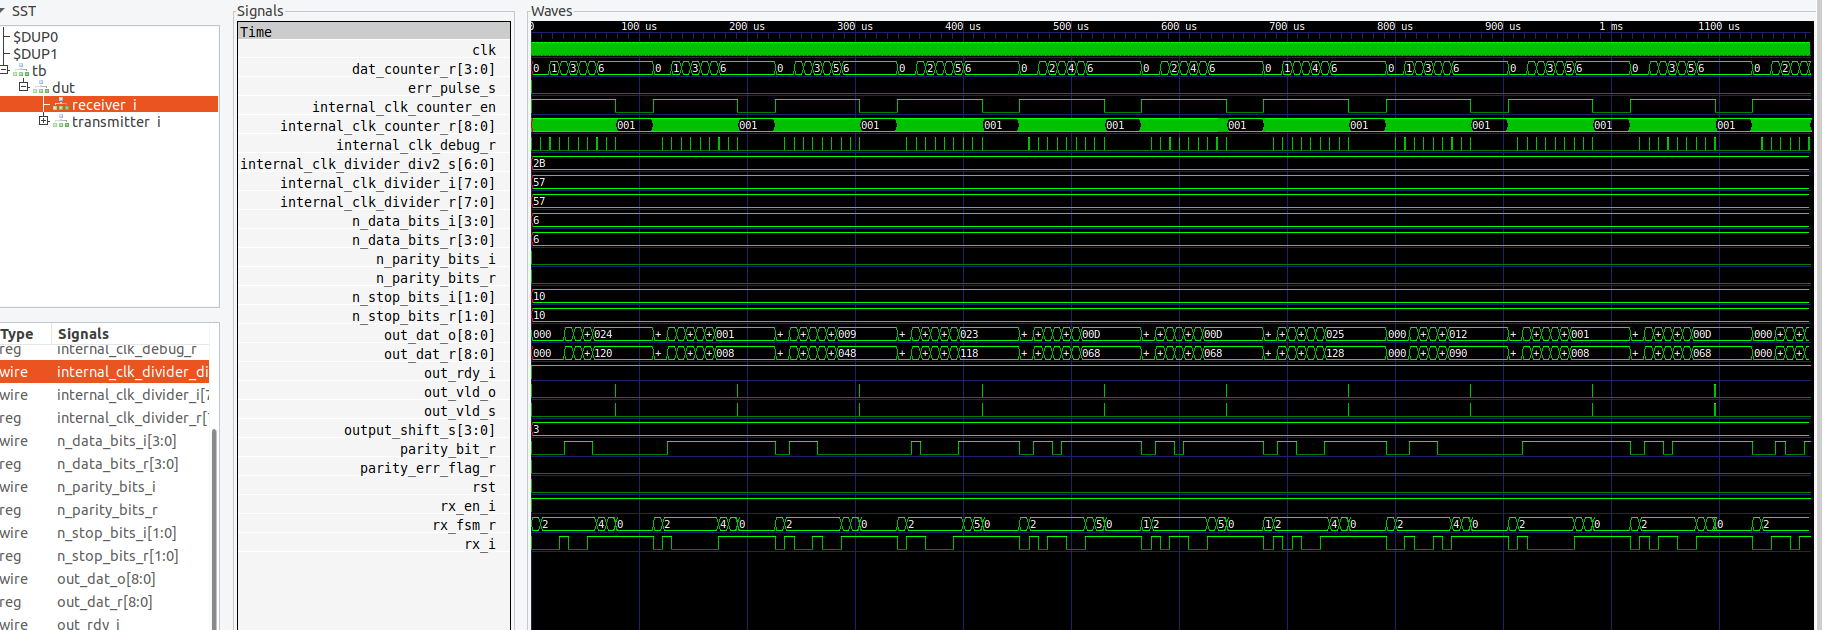 SST
$DUP0
$DUP1
tb
dut
receiver_i
transmitter_i
Type Signals
reg internal_clk_debug_r
wire internal_clk_divider_di
wire internal_clk_divider_i[7
reg internal_clk_divider_r[7
wire n_data_bits_i[3:0]
reg n_data_bits_r[3:0]
wire n_parity_bits_i
reg n_parity_bits_r
wire n_stop_bits_i[1:0]
reg n_stop_bits_r[1:0]
wire out_dat_o[8:0]
reg out_dat_r[8:0]
wire out_rdy_i
Signals
Time
clk
dat_counter_r[3:0]
err_pulse_s
internal_clk_counter_en
internal_clk_counter_r[8:0]
internal_clk_debug_r
internal_clk_divider_div2_s[6:0]
internal_clk_divider_i[7:0]
internal_clk_divider_r[7:0]
n_data_bits_i[3:0]
n_data_bits_r[3:0]
n_parity_bits_i
n_parity_bits_r
n_stop_bits_i[1:0]
n_stop_bits_r[1:0]
out_dat_o[8:0]
out_dat_r[8:0]
out_rdy_i
out_vld_o
out_vld_s
output_shift_s[3:0]
parity_bit_r
parity_err_flag_r
rst
rx_en_i
rx_fsm_r
rx_i
Waves
0 100 us 200 us 300 us 400 us 500 us 600 us 700 us 800 us 900 us 1 ms 1100 us
0 1 3 6 0 1 3 6 0 3 5 6 0 2 5 6 0 2 4 6 0 2 4 6 0 1 4 6 0 1 3 6 0 3 5 6 0 3 5 6 0 2
001 001 001 001 001 001 001 001 001 001
2B
57
57
6
6
10
10
000 + 024 + + + + 001 + + + 009 + + + + 023 + + + + 00D + + + + 00D + + + 025 000 + + 012 + + + 001 + + + 00D 000 + +
000 + 120 + + + + 008 + + + 048 + + + + 118 + + + + 068 + + + + 068 + + + 128 000 + + 090 + + + 008 + + + 068 000 + +
3
2 4 0 2 4 0 2 0 2 5 0 2 5 0 1 2 5 0 1 2 4 0 2 4 0 2 0 2 0 2